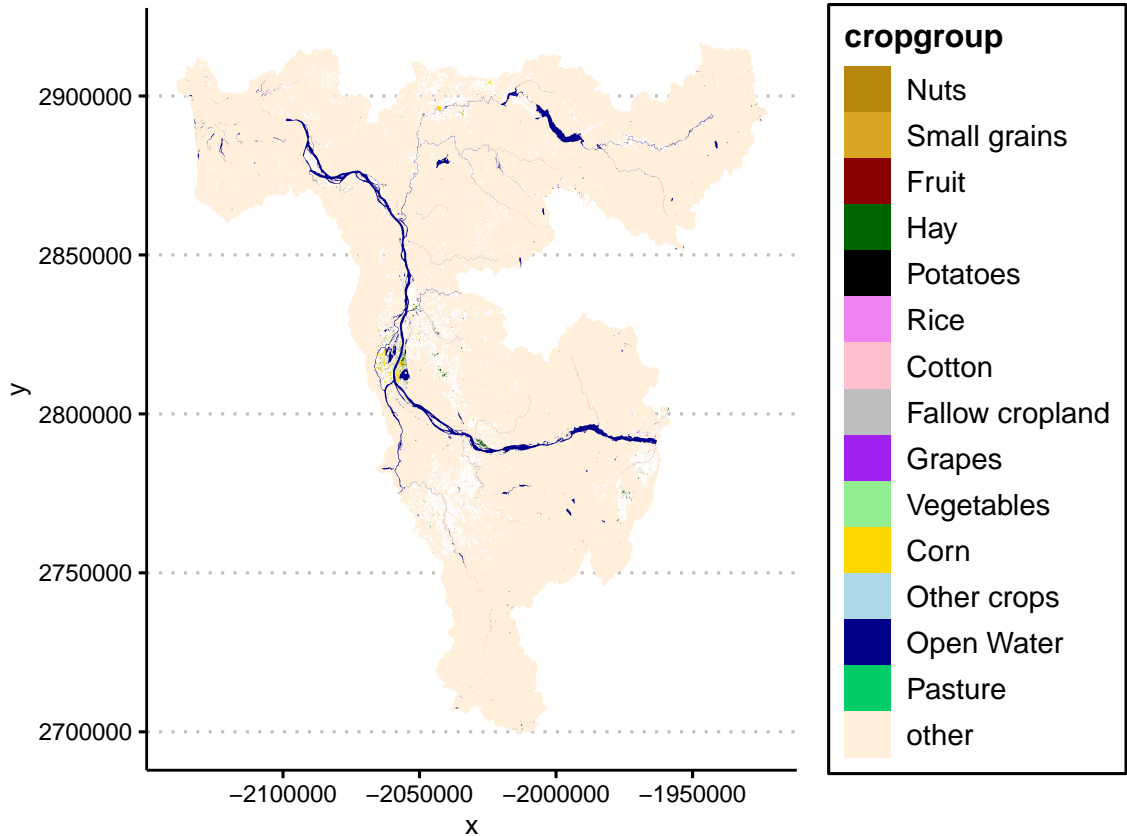 cropgroup
Nuts
Small grains
Fruit
Hay
Potatoes
Rice
Cotton
Fallow cropland
Grapes
Vegetables
Corn
Other crops
Open Water
Pasture
other
y
2900000
2850000
2800000
2750000
2700000
−2100000 −2050000 −2000000 −1950000
x